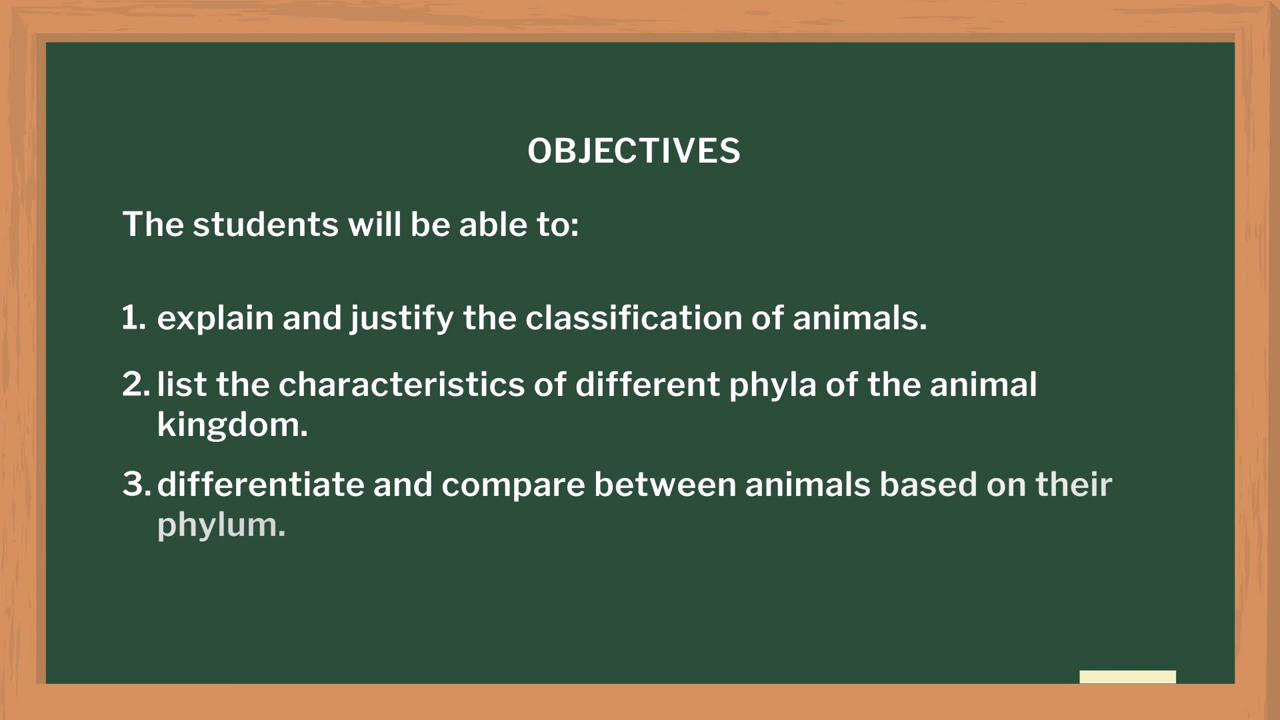 OBJECTIVES
The students will be able to:
1. explain and justify the classification of animals.
2. list the characteristics of different phyla of the animal
kingdom.
3. differentiate and compare between animals based on their
phylum.